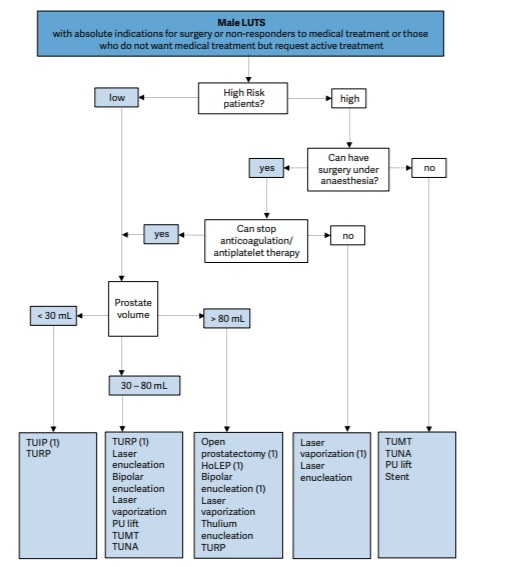 Male LUTS
with absolute indications for surgery or non-responders to medical treatment or those
who do not want medical treatment but request active treatment
low
High Risk
patients?
high
yes
Can have
surgery under
anaesthesia?
no
yes
Can stop
anticoagulation/
antiplatelet therapy
no
< 30 mL
Prostate
volume
> 80 mL
30 – 80 mL
TUIP (1)
TURP
TURP (1)
Laser
enucleation
Bipolar
enucleation
Laser
vaporization
PU lift
TUMT
TUNA
Open
prostatectomy (1)
HoLEP (1)
Bipolar
enucleation (1)
Laser
vaporization
Thulium
enucleation
TURP
Laser
vaporization (1)
Laser
enucleation
TUMT
TUNA
PU lift
Stent